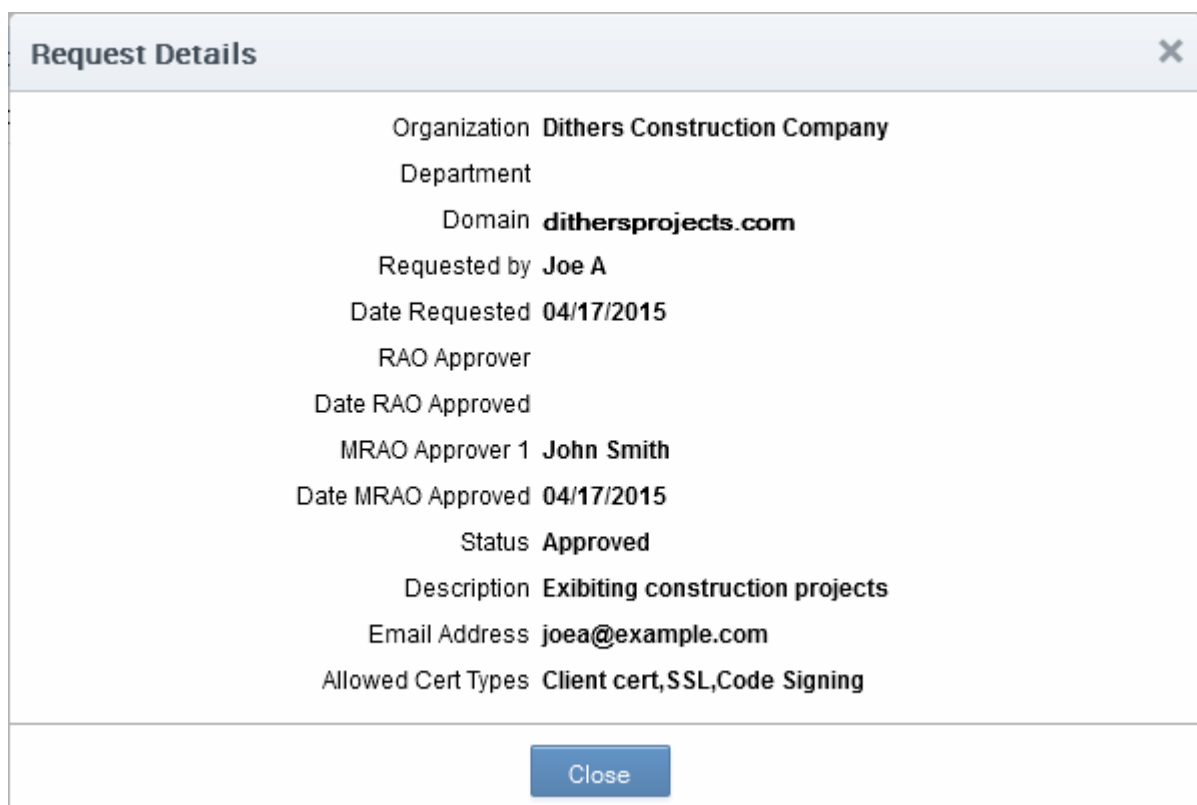 Request Details
Organization Dithers Construction Company
Department
Domain dithersprojects.com
Requested by Joe A
Date Requested 04/17/2015
RAO Approver
Date RAO Approved
MRAO Approver 1 John Smith
Date MRAO Approved 04/17/2015
Status Approved
Description Exibiting construction projects
Email Address joea@example.com
Allowed Cert Types Client cert,SSL,Code Signing
Close